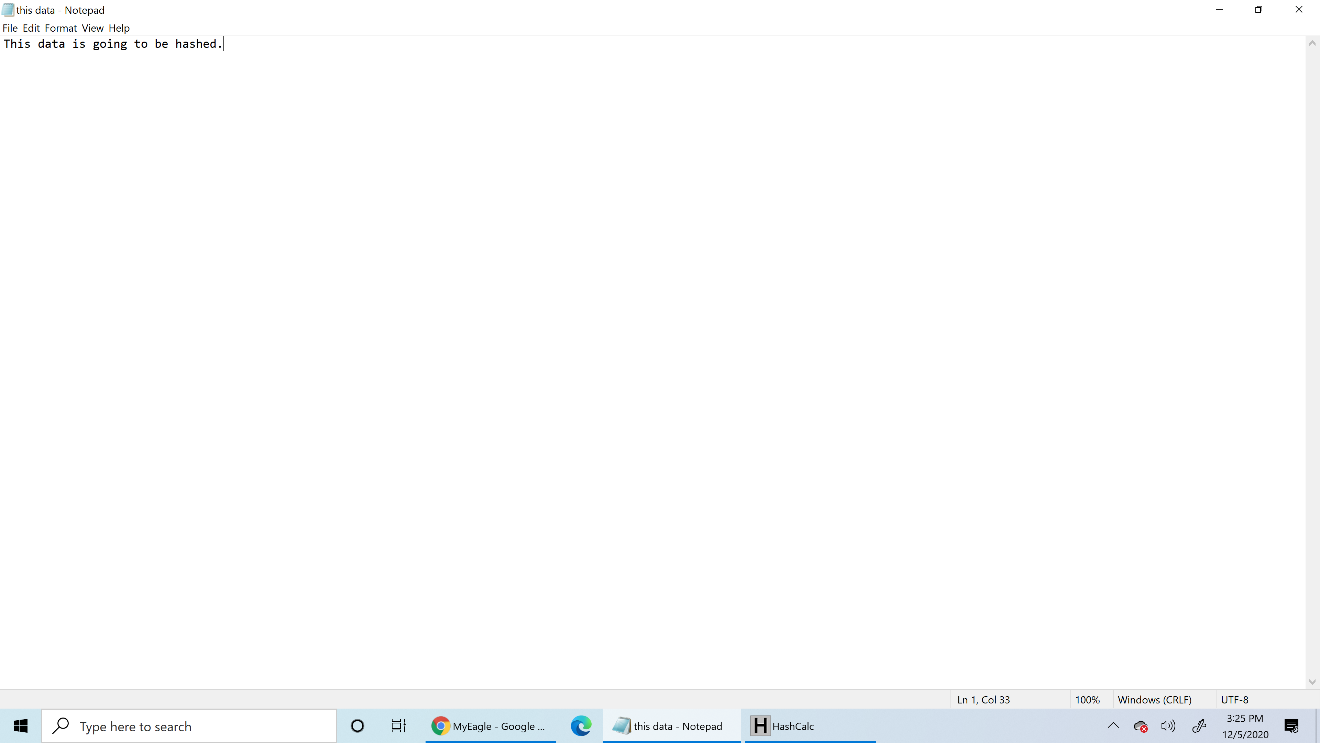 this data - Notepad
File Edit Format View Help
This data is going to be hashed.
Ln 1, Col 33 100% Windows (CRLF) UTF-8
Type here to search MyEagle - Google ... this data - Notepad H HashCalc 3:25 PM
12/5/2020